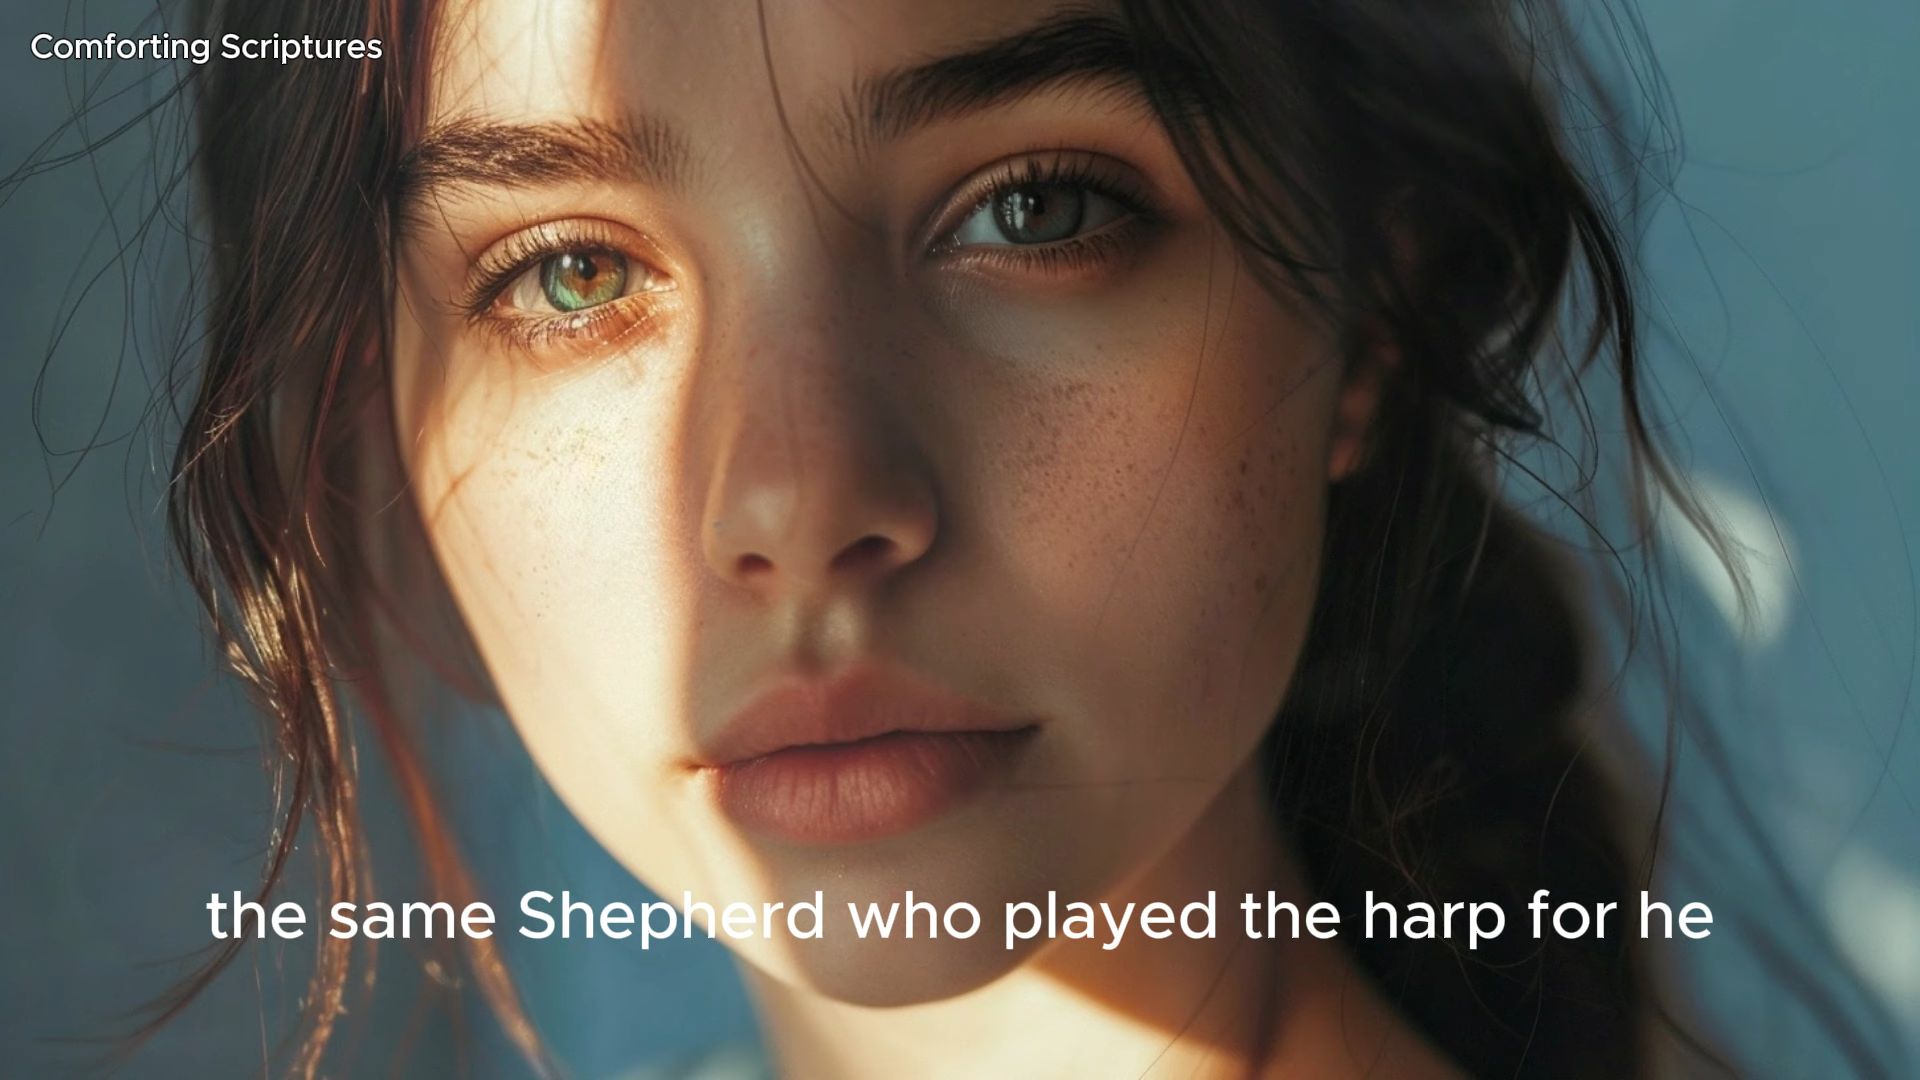 Comforting Scriptures
the same Shepherd who played the harp for he